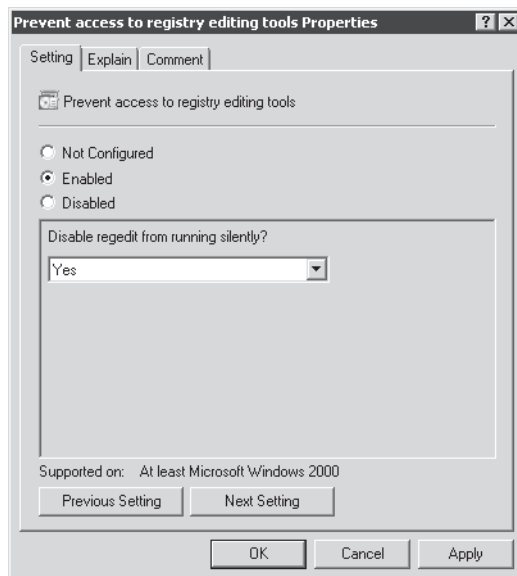 Prevent access to registry editing tools Properties
Setting Explain Comment
Prevent access to registry editing tools
Not Configured
Enabled
Disabled
Disable regedit from running silently?
Yes
Supported on: At least Microsoft Windows 2000
Previous Setting Next Setting
OK Cancel Apply